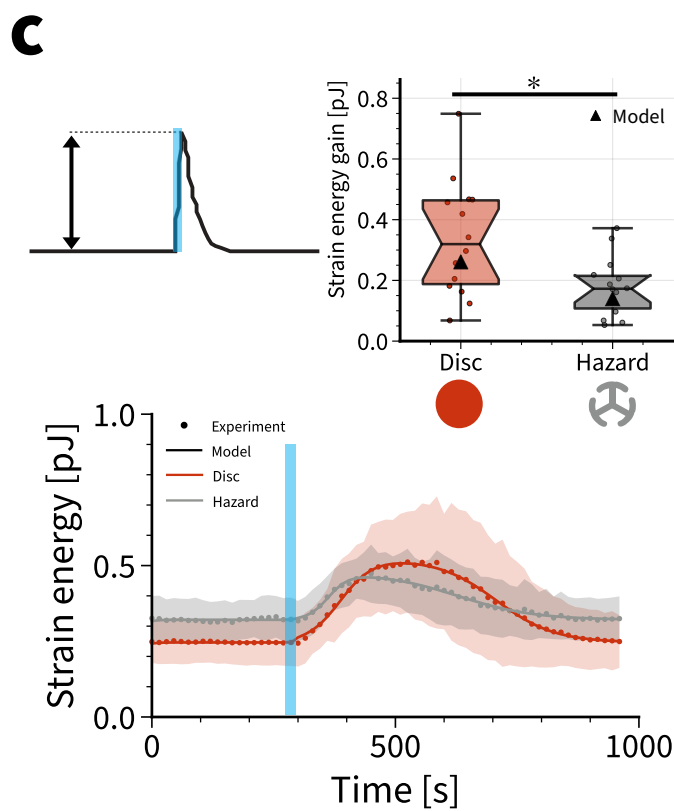 c
Strain energy gain [pJ]
0.8
0.6
0.4
0.2
0.0
*
▲ Model
Disc
Hazard
Strain energy [pJ]
1.0
0.5
0.0
Experiment
Model
Disc
Hazard
0
500
1000
Time [s]